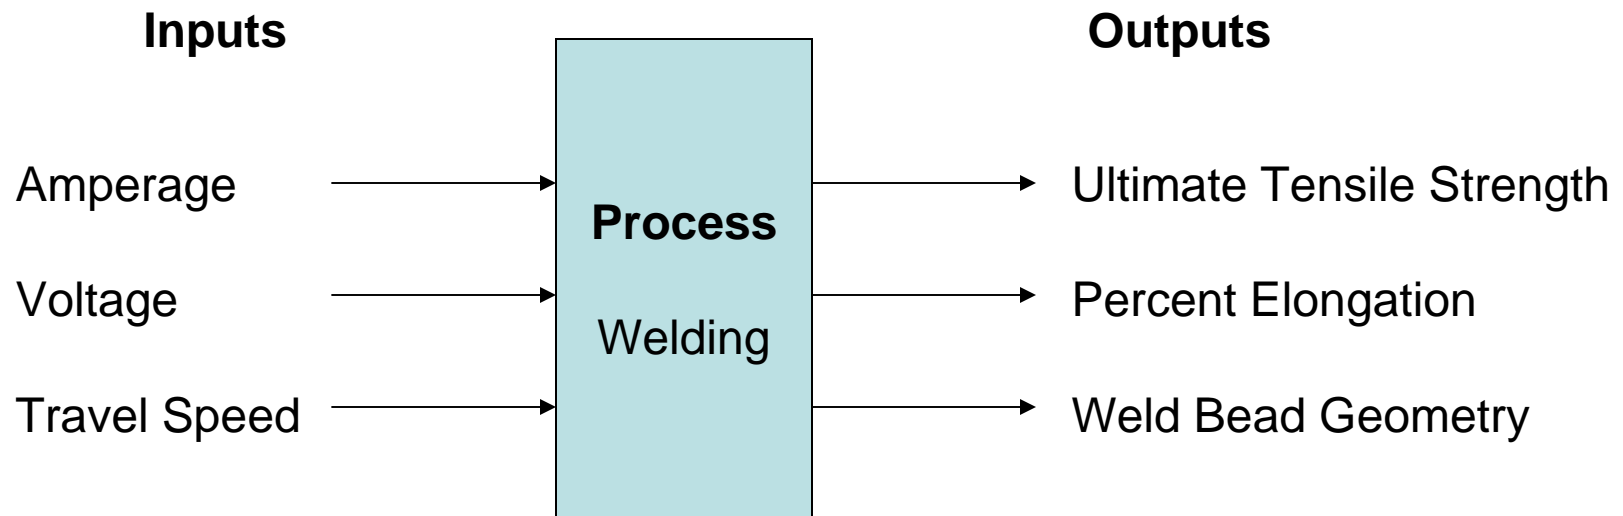 Inputs
Outputs
Amperage
Voltage
Travel Speed
Process
Welding
Ultimate Tensile Strength
Percent Elongation
Weld Bead Geometry